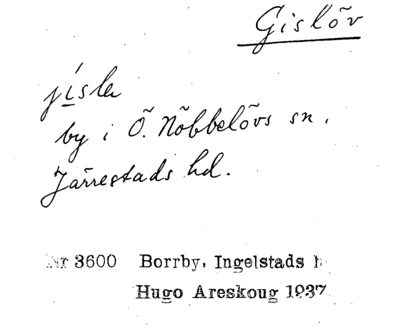 Gislöv
jísla
by i Ö. Nöbbelövs sn.
Järrestads hd.
Nr 3600 Borrby, Ingelstads h
Hugo Areskoug 1937